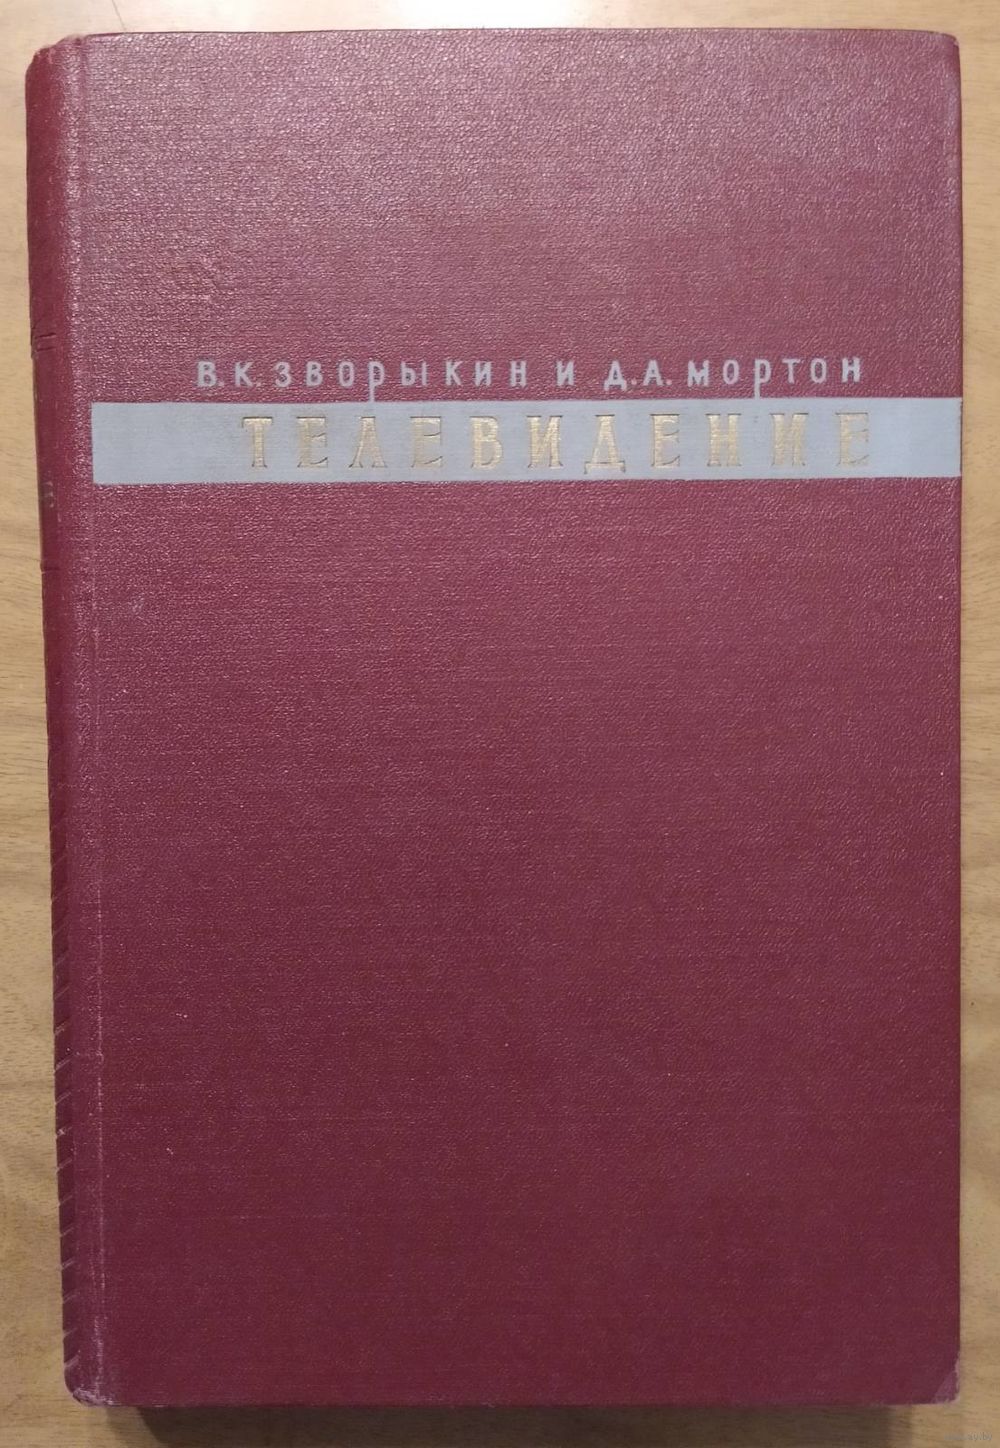 В.К. ЗВОРЫКИН И Д.А. МОРТОН
ТЕЛЕВИДЕНИЕ